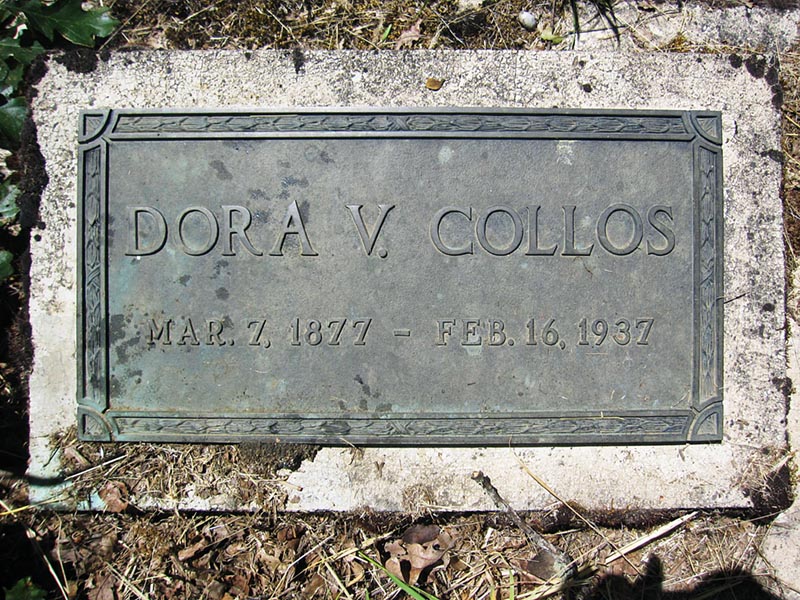 DORA V. COLLOS
MAR. 7, 1877 - FEB. 16, 1937